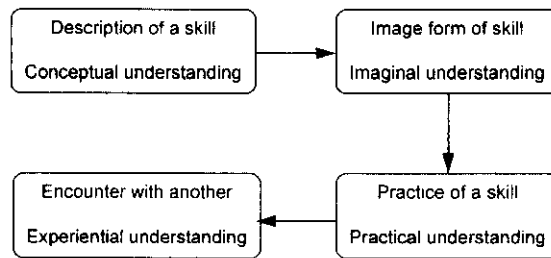 Description of a skill
Conceptual understanding
Image form of skill
Imaginal understanding
Practice of a skill
Practical understanding
Encounter with another
Experiential understanding